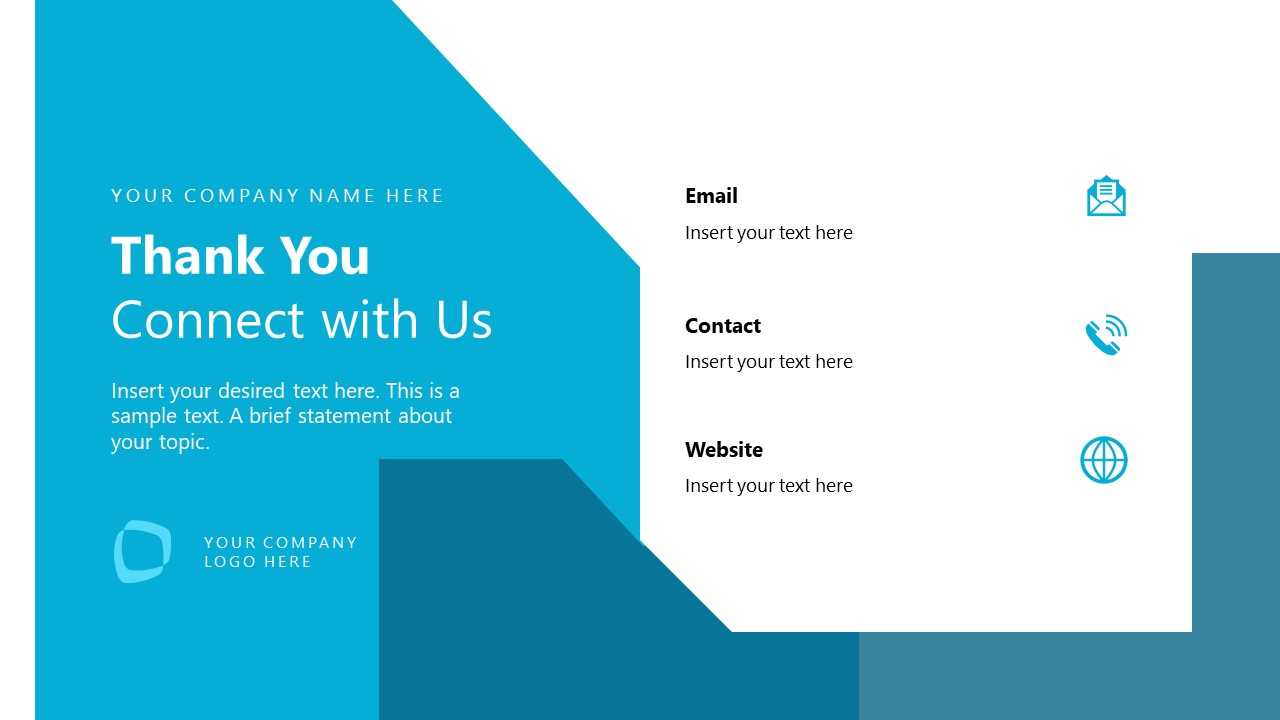 YOUR COMPANY NAME HERE
Thank You
Connect with Us
Insert your desired text here. This is a
sample text. A brief statement about
your topic.
YOUR COMPANY
LOGO HERE
Email
Insert your text here
Contact
Insert your text here
Website
Insert your text here